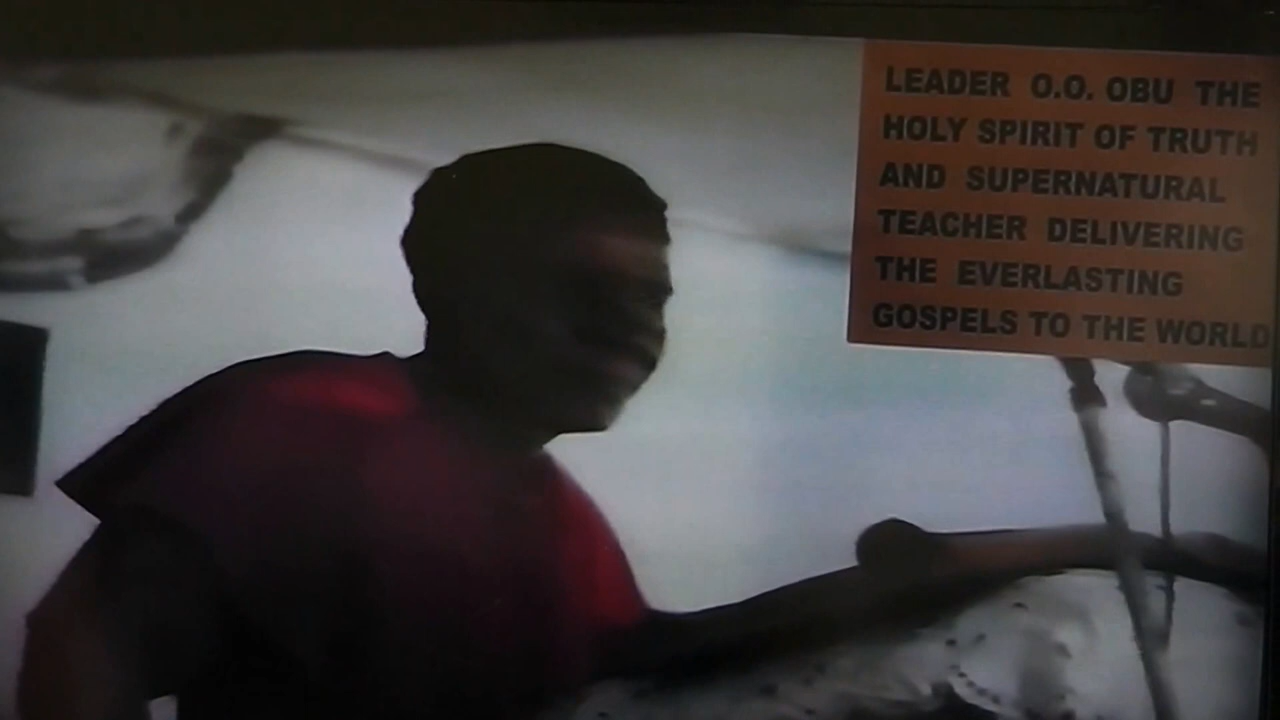 LEADER O.O. OBU THE
HOLY SPIRIT OF TRUTH
AND SUPERNATURAL
TEACHER DELIVERING
THE EVERLASTING
GOSPELS TO THE WORLD